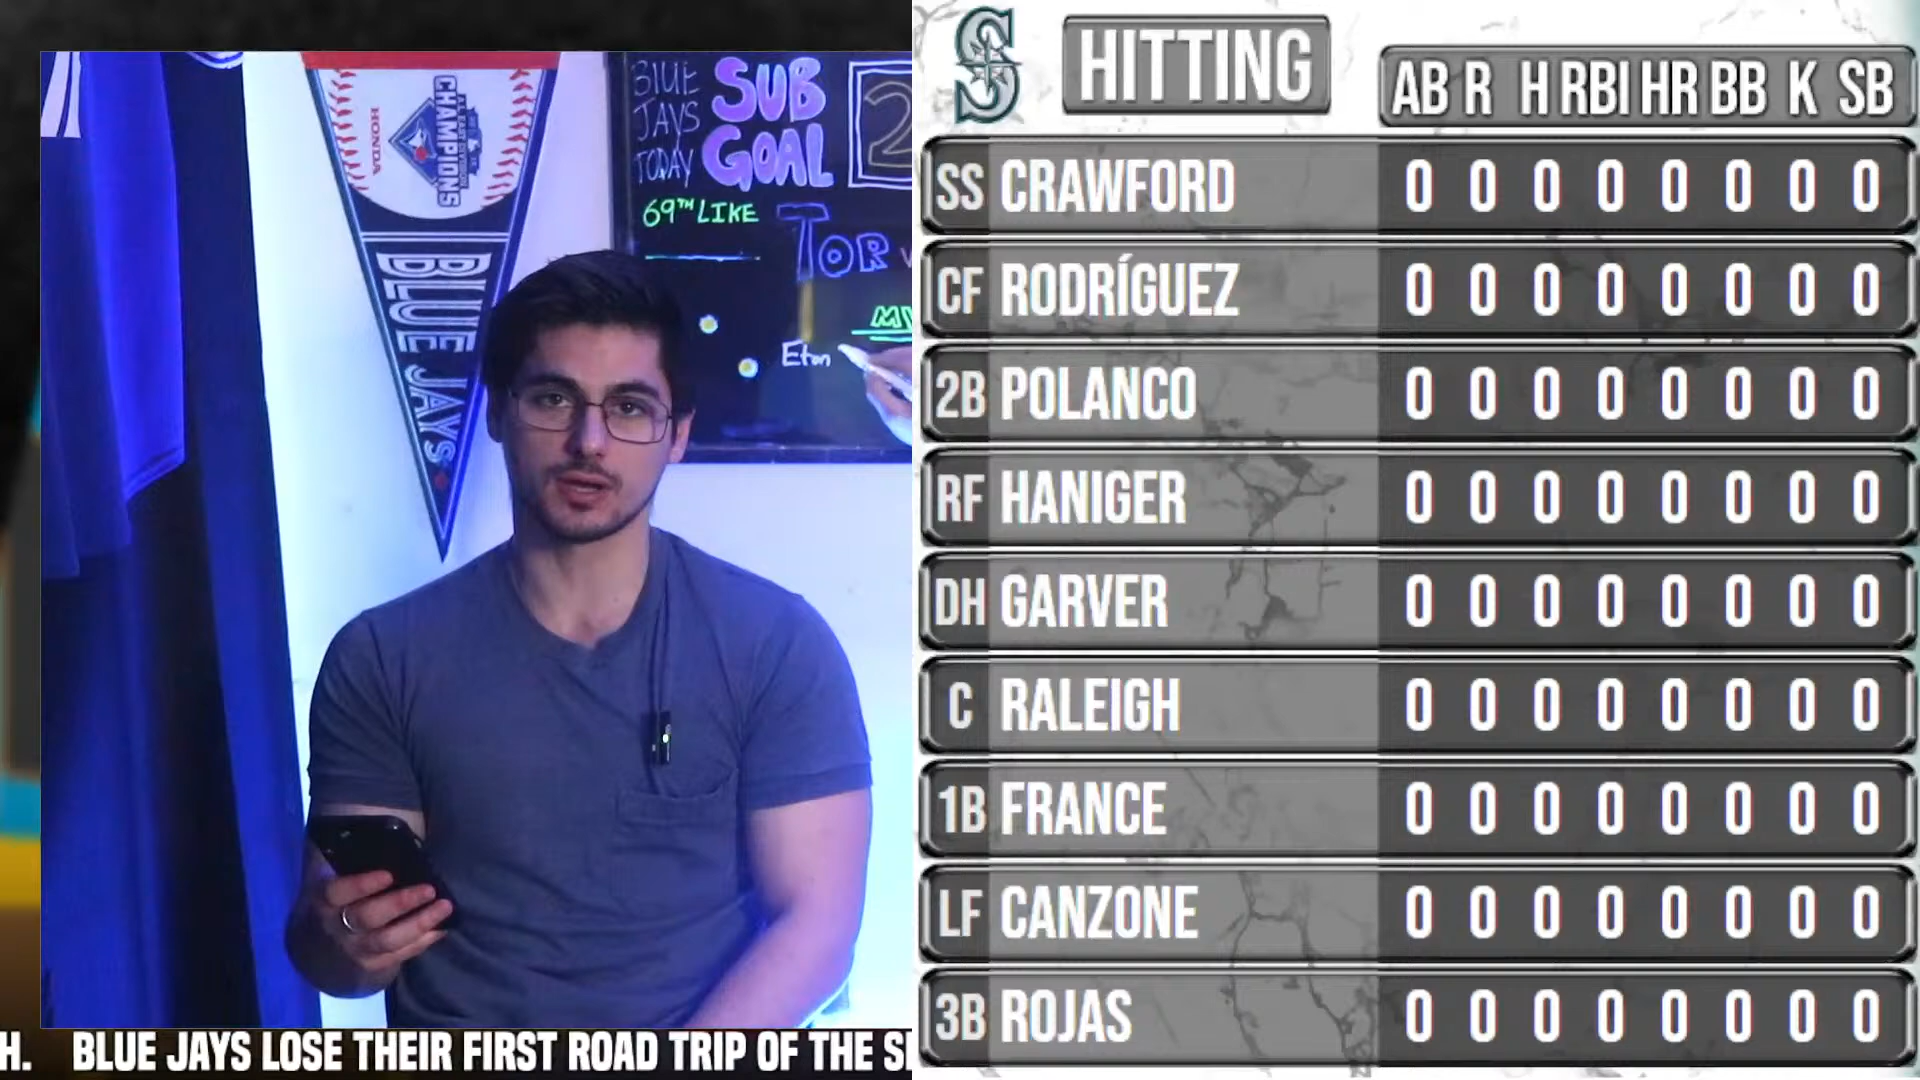 A.L. EAST DIVISION
CHAMPIONS
HONDA
BLUE JAYS
BlUE
JAYS
TODAY
SUB
GOAL
2
69TH LIKE
TOR
MV
Etan
H. BLUE JAYS LOSE THEIR FIRST ROAD TRIP OF THE
HITTING
AB R H RBI HR BB K SB
SS CRAWFORD 0 0 0 0 0 0 0 0
CF RODRÍGUEZ 0 0 0 0 0 0 0 0
2B POLANCO 0 0 0 0 0 0 0 0
RF HANIGER 0 0 0 0 0 0 0 0
DH GARVER 0 0 0 0 0 0 0 0
C RALEIGH 0 0 0 0 0 0 0 0
1B FRANCE 0 0 0 0 0 0 0 0
LF CANZONE 0 0 0 0 0 0 0 0
3B ROJAS 0 0 0 0 0 0 0 0